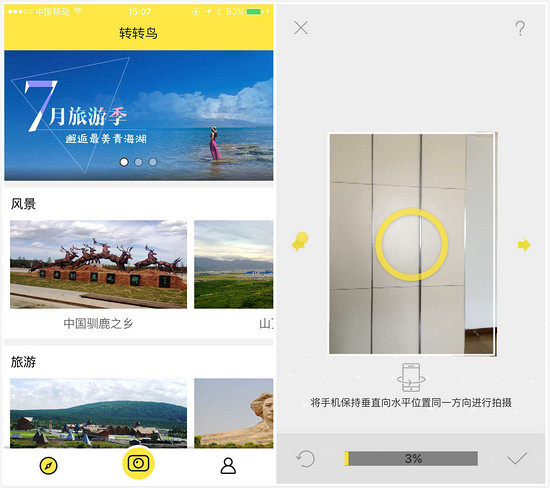 中国移动
15:07
93%
转转鸟
7月旅游季
邂逅最美青海湖
风景
中国驯鹿之乡
山丁
旅游
?
将手机保持垂直向水平位置同一方向进行拍摄
3%